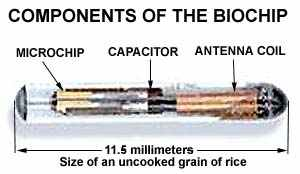 COMPONENTS OF THE BIOCHIP
MICROCHIP CAPACITOR ANTENNA COIL
11.5 millimeters
Size of an uncooked grain of rice